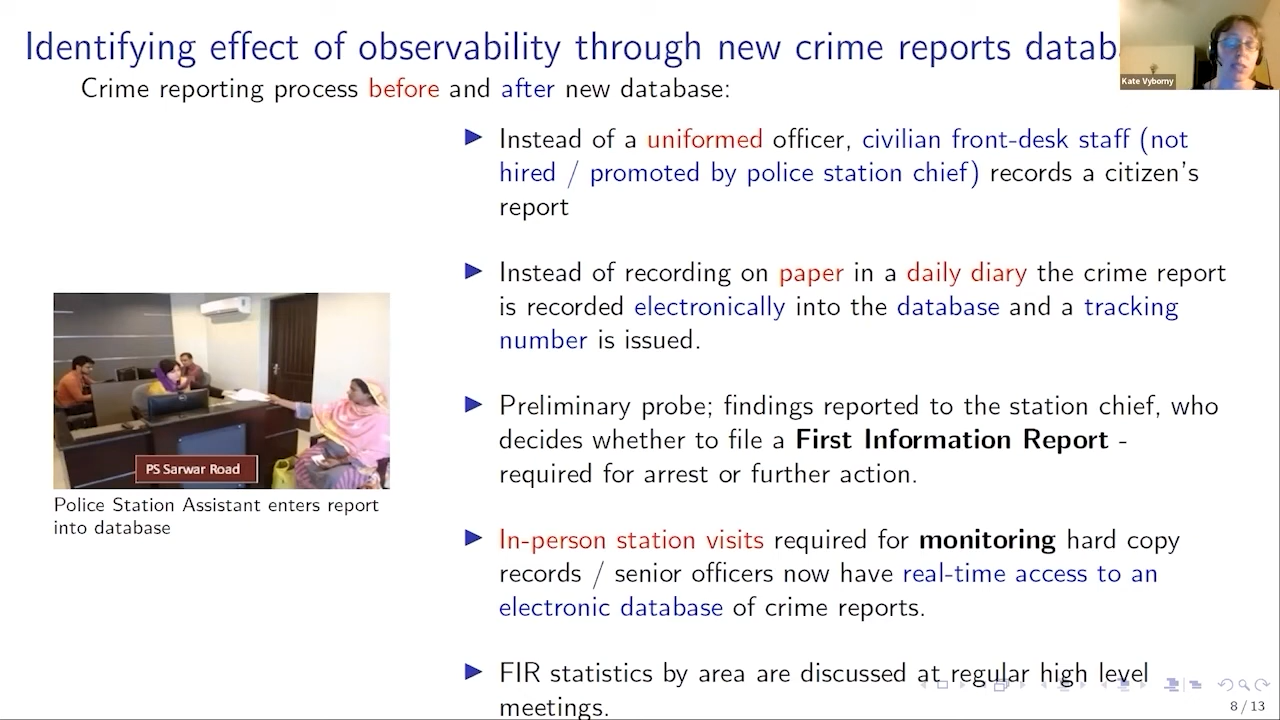 Identifying effect of observability through new crime reports datab
Kate Vyborny
Crime reporting process before and after new database:
▶ Instead of a uniformed officer, civilian front-desk staff (not
hired / promoted by police station chief) records a citizen's
report
▶ Instead of recording on paper in a daily diary the crime report
is recorded electronically into the database and a tracking
number is issued.
PS Sarwar Road
Police Station Assistant enters report
into database
▶ Preliminary probe; findings reported to the station chief, who
decides whether to file a First Information Report -
required for arrest or further action.
▶ In-person station visits required for monitoring hard copy
records / senior officers now have real-time access to an
electronic database of crime reports.
▶ FIR statistics by area are discussed at regular high level
meetings.
8 / 13